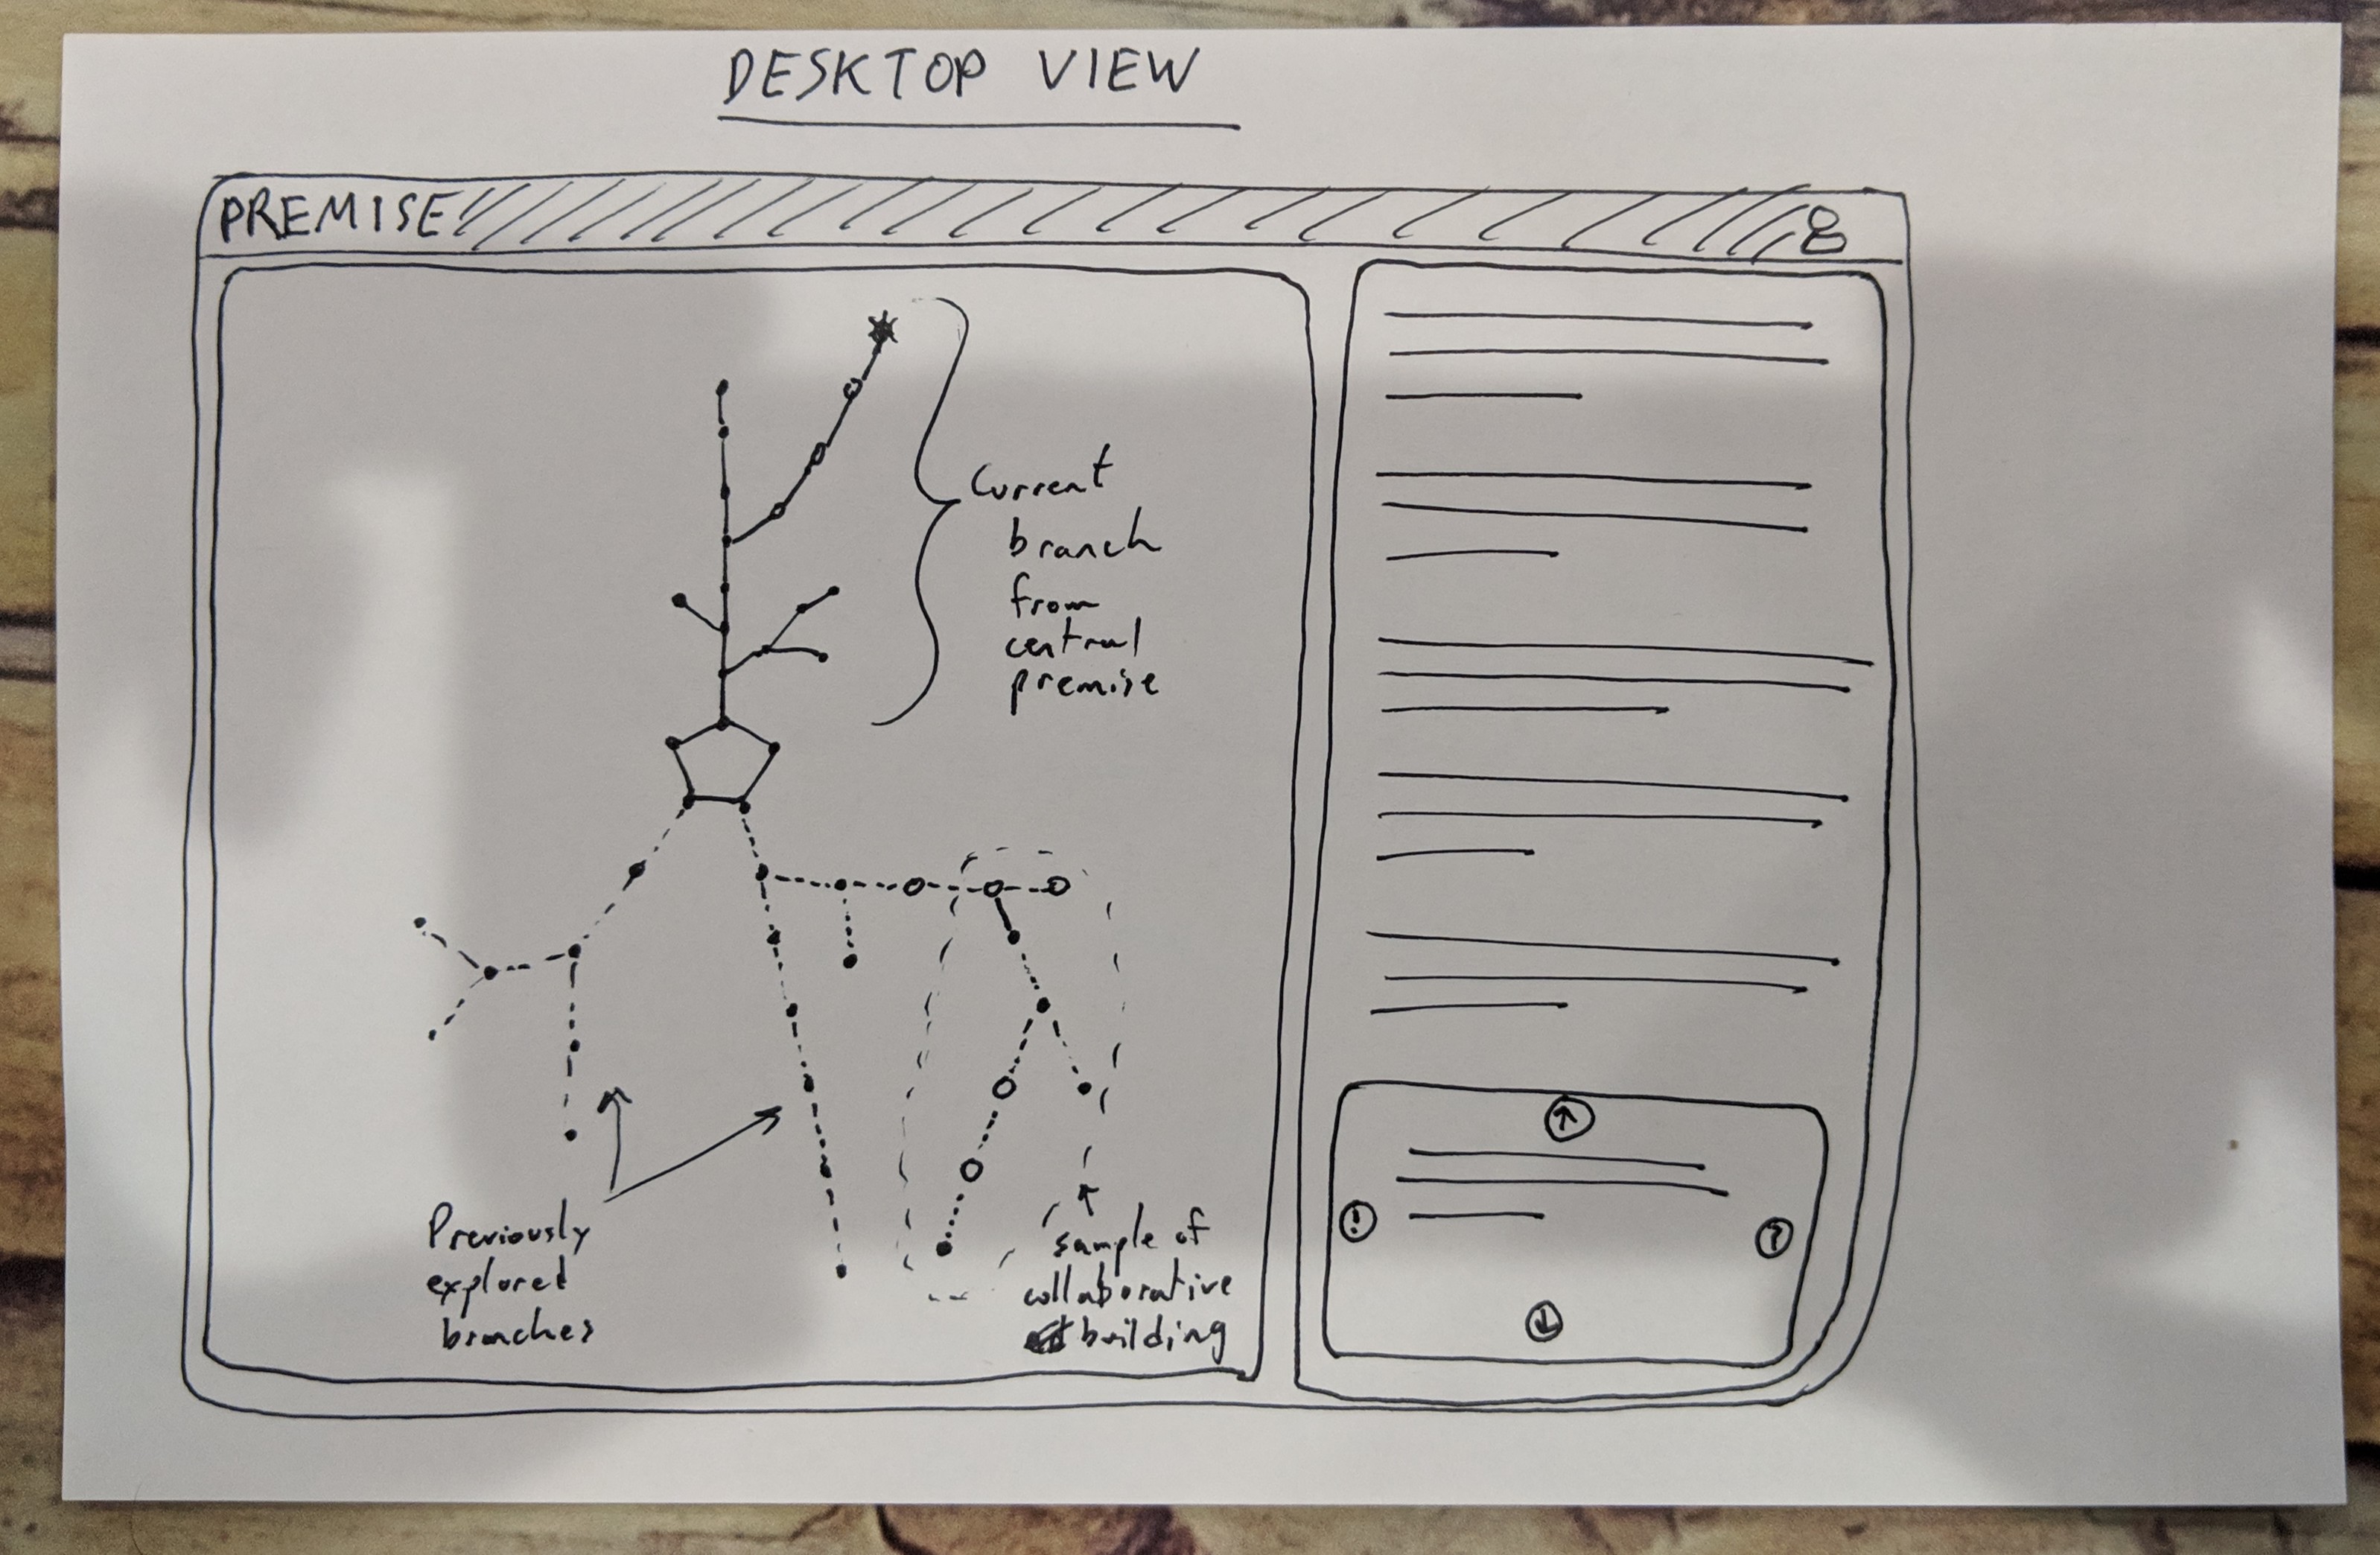 DESKTOP VIEW
PREMISE
Current
branch
from
central
premise
Previously
explored
branches
sample of
collaborative
building
!
?